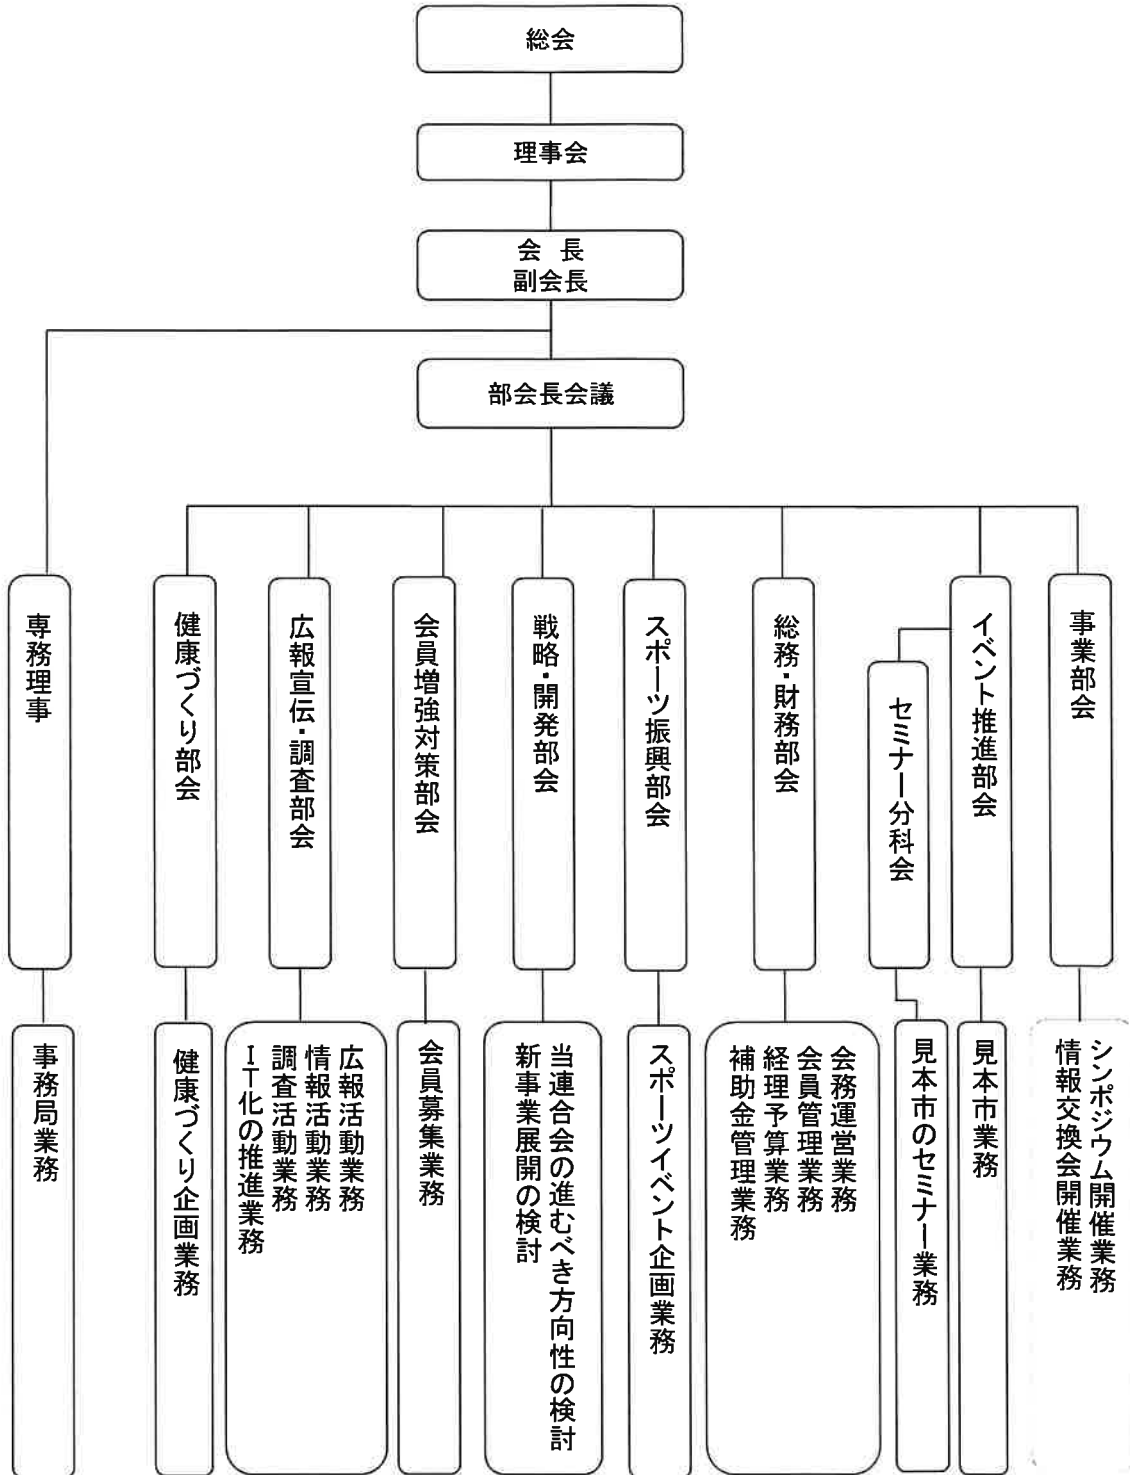 総会
理事会
会 長
副会長
部会長会議
専務理事
健康づくり部会
広報宣伝・調査部会
会員増強対策部会
戦略・開発部会
スポーツ振興部会
総務・財務部会
セミナー分科会
イベント推進部会
事業部会
事務局業務
健康づくり企画業務
広報活動業務
情報活動業務
調査活動業務
IT化の推進業務
会員募集業務
当連合会の進むべき方向性の検討
新事業展開の検討
スポーツイベント企画業務
会務運営業務
会員管理業務
経理予算業務
補助金管理業務
見本市のセミナー業務
見本市業務
シンポジウム開催業務
情報交換会開催業務